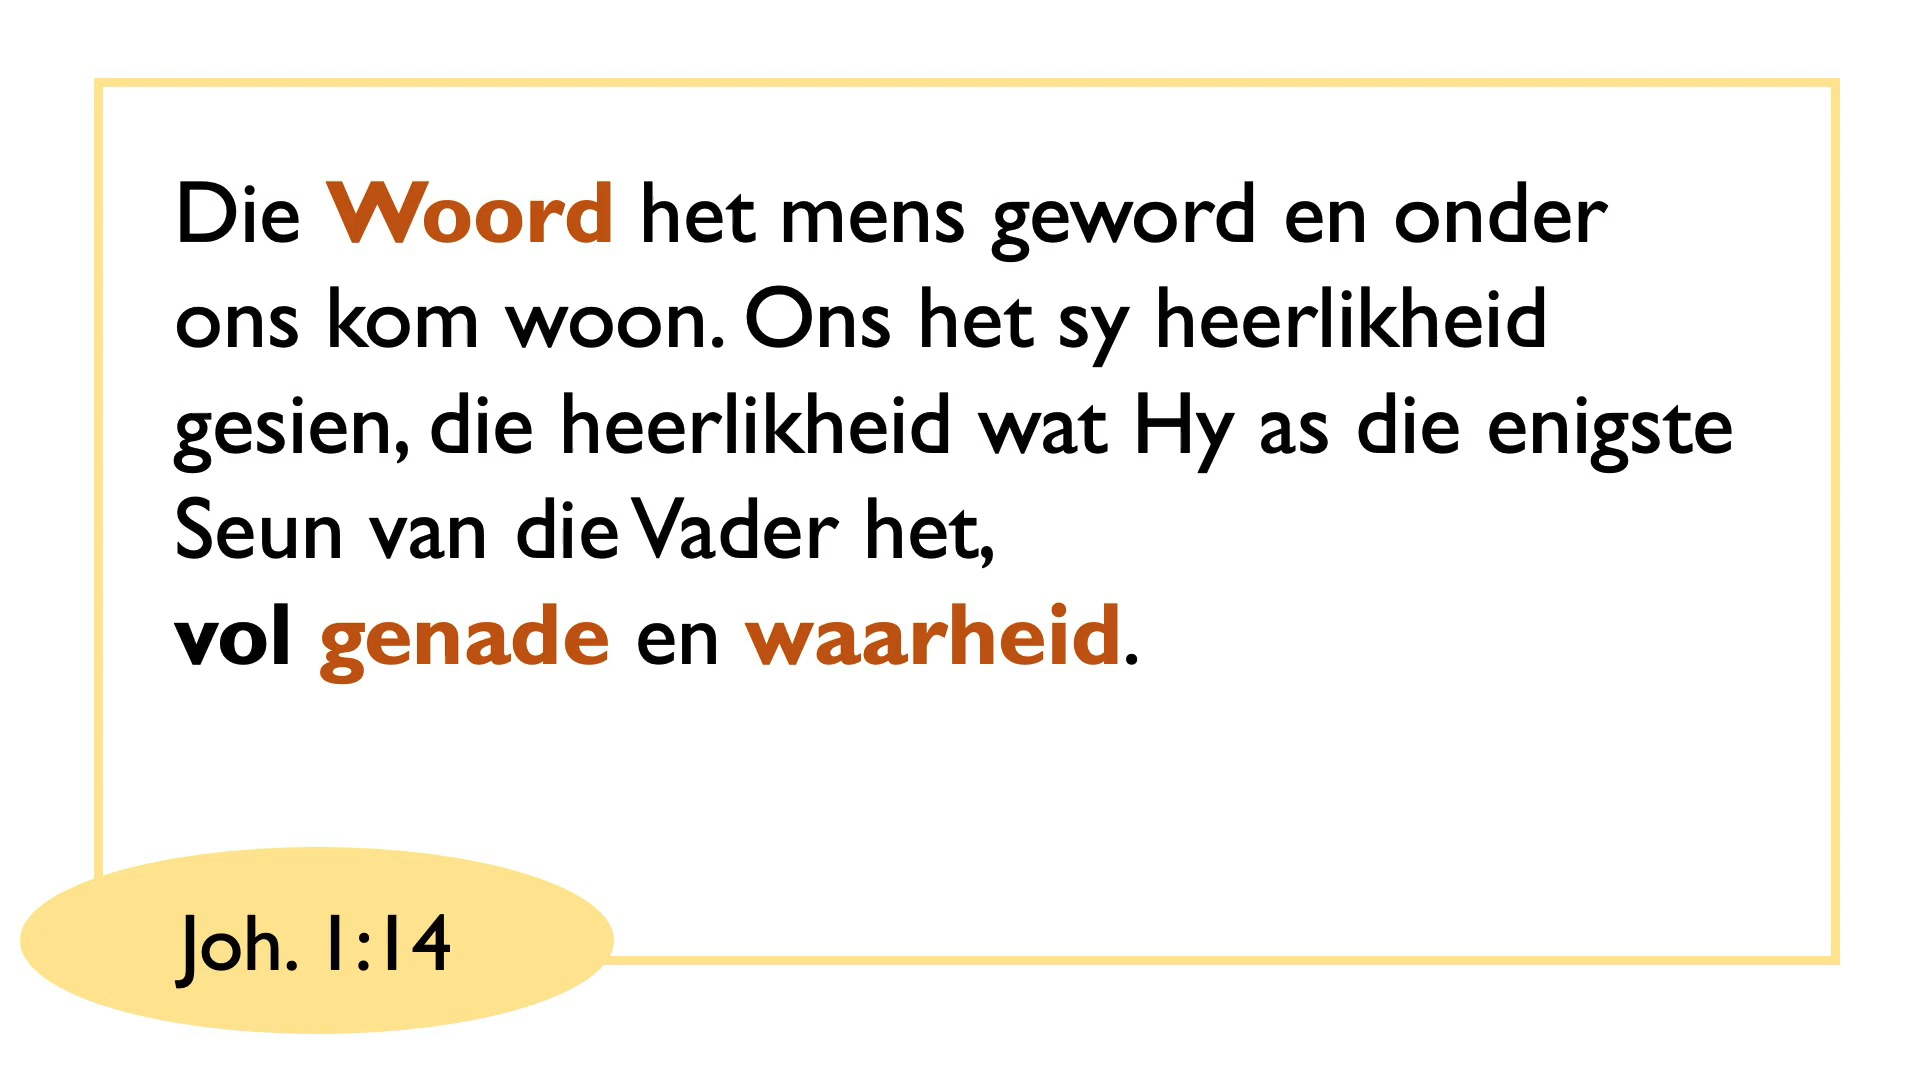 Die Woord het mens geword en onder
ons kom woon. Ons het sy heerlikheid
gesien, die heerlikheid wat Hy as die enigste
Seun van die Vader het,
vol genade en waarheid.
Joh. 1:14